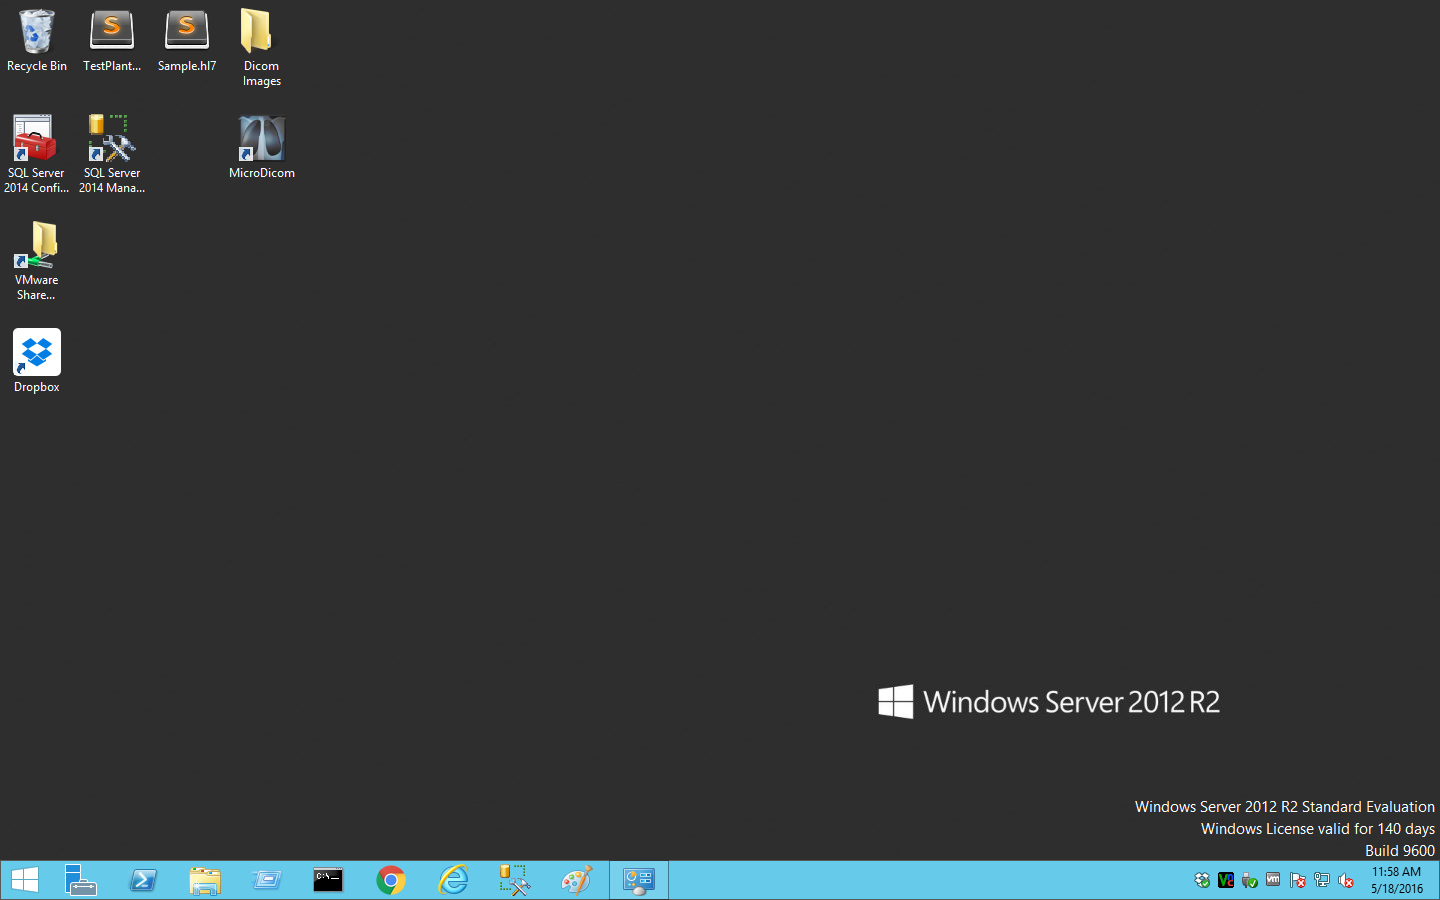 Recycle Bin
TestPlant...
Sample.hl7
Dicom
Images
SQL Server
2014 Confi...
SQL Server
2014 Mana...
MicroDicom
VMware
Share...
Dropbox
Windows Server 2012 R2
Windows Server 2012 R2 Standard Evaluation
Windows License valid for 140 days
Build 9600
C:\_
vm
11:58 AM
5/18/2016